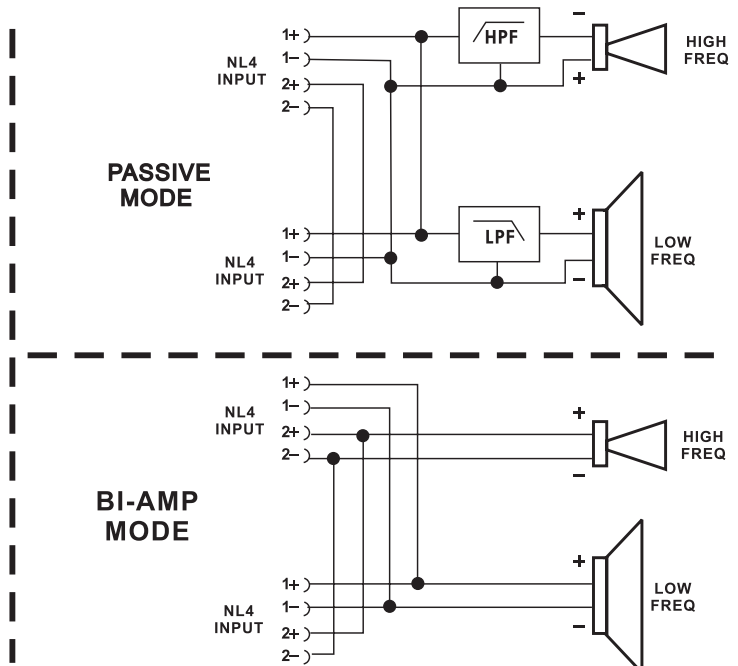 1+
1–
2+
2–
NL4
INPUT
HPF
–
+
HIGH
FREQ
PASSIVE
MODE
1+
1–
2+
2–
NL4
INPUT
LPF
+
–
LOW
FREQ
1+
1–
2+
2–
NL4
INPUT
+
–
HIGH
FREQ
BI-AMP
MODE
1+
1–
2+
2–
NL4
INPUT
+
–
LOW
FREQ